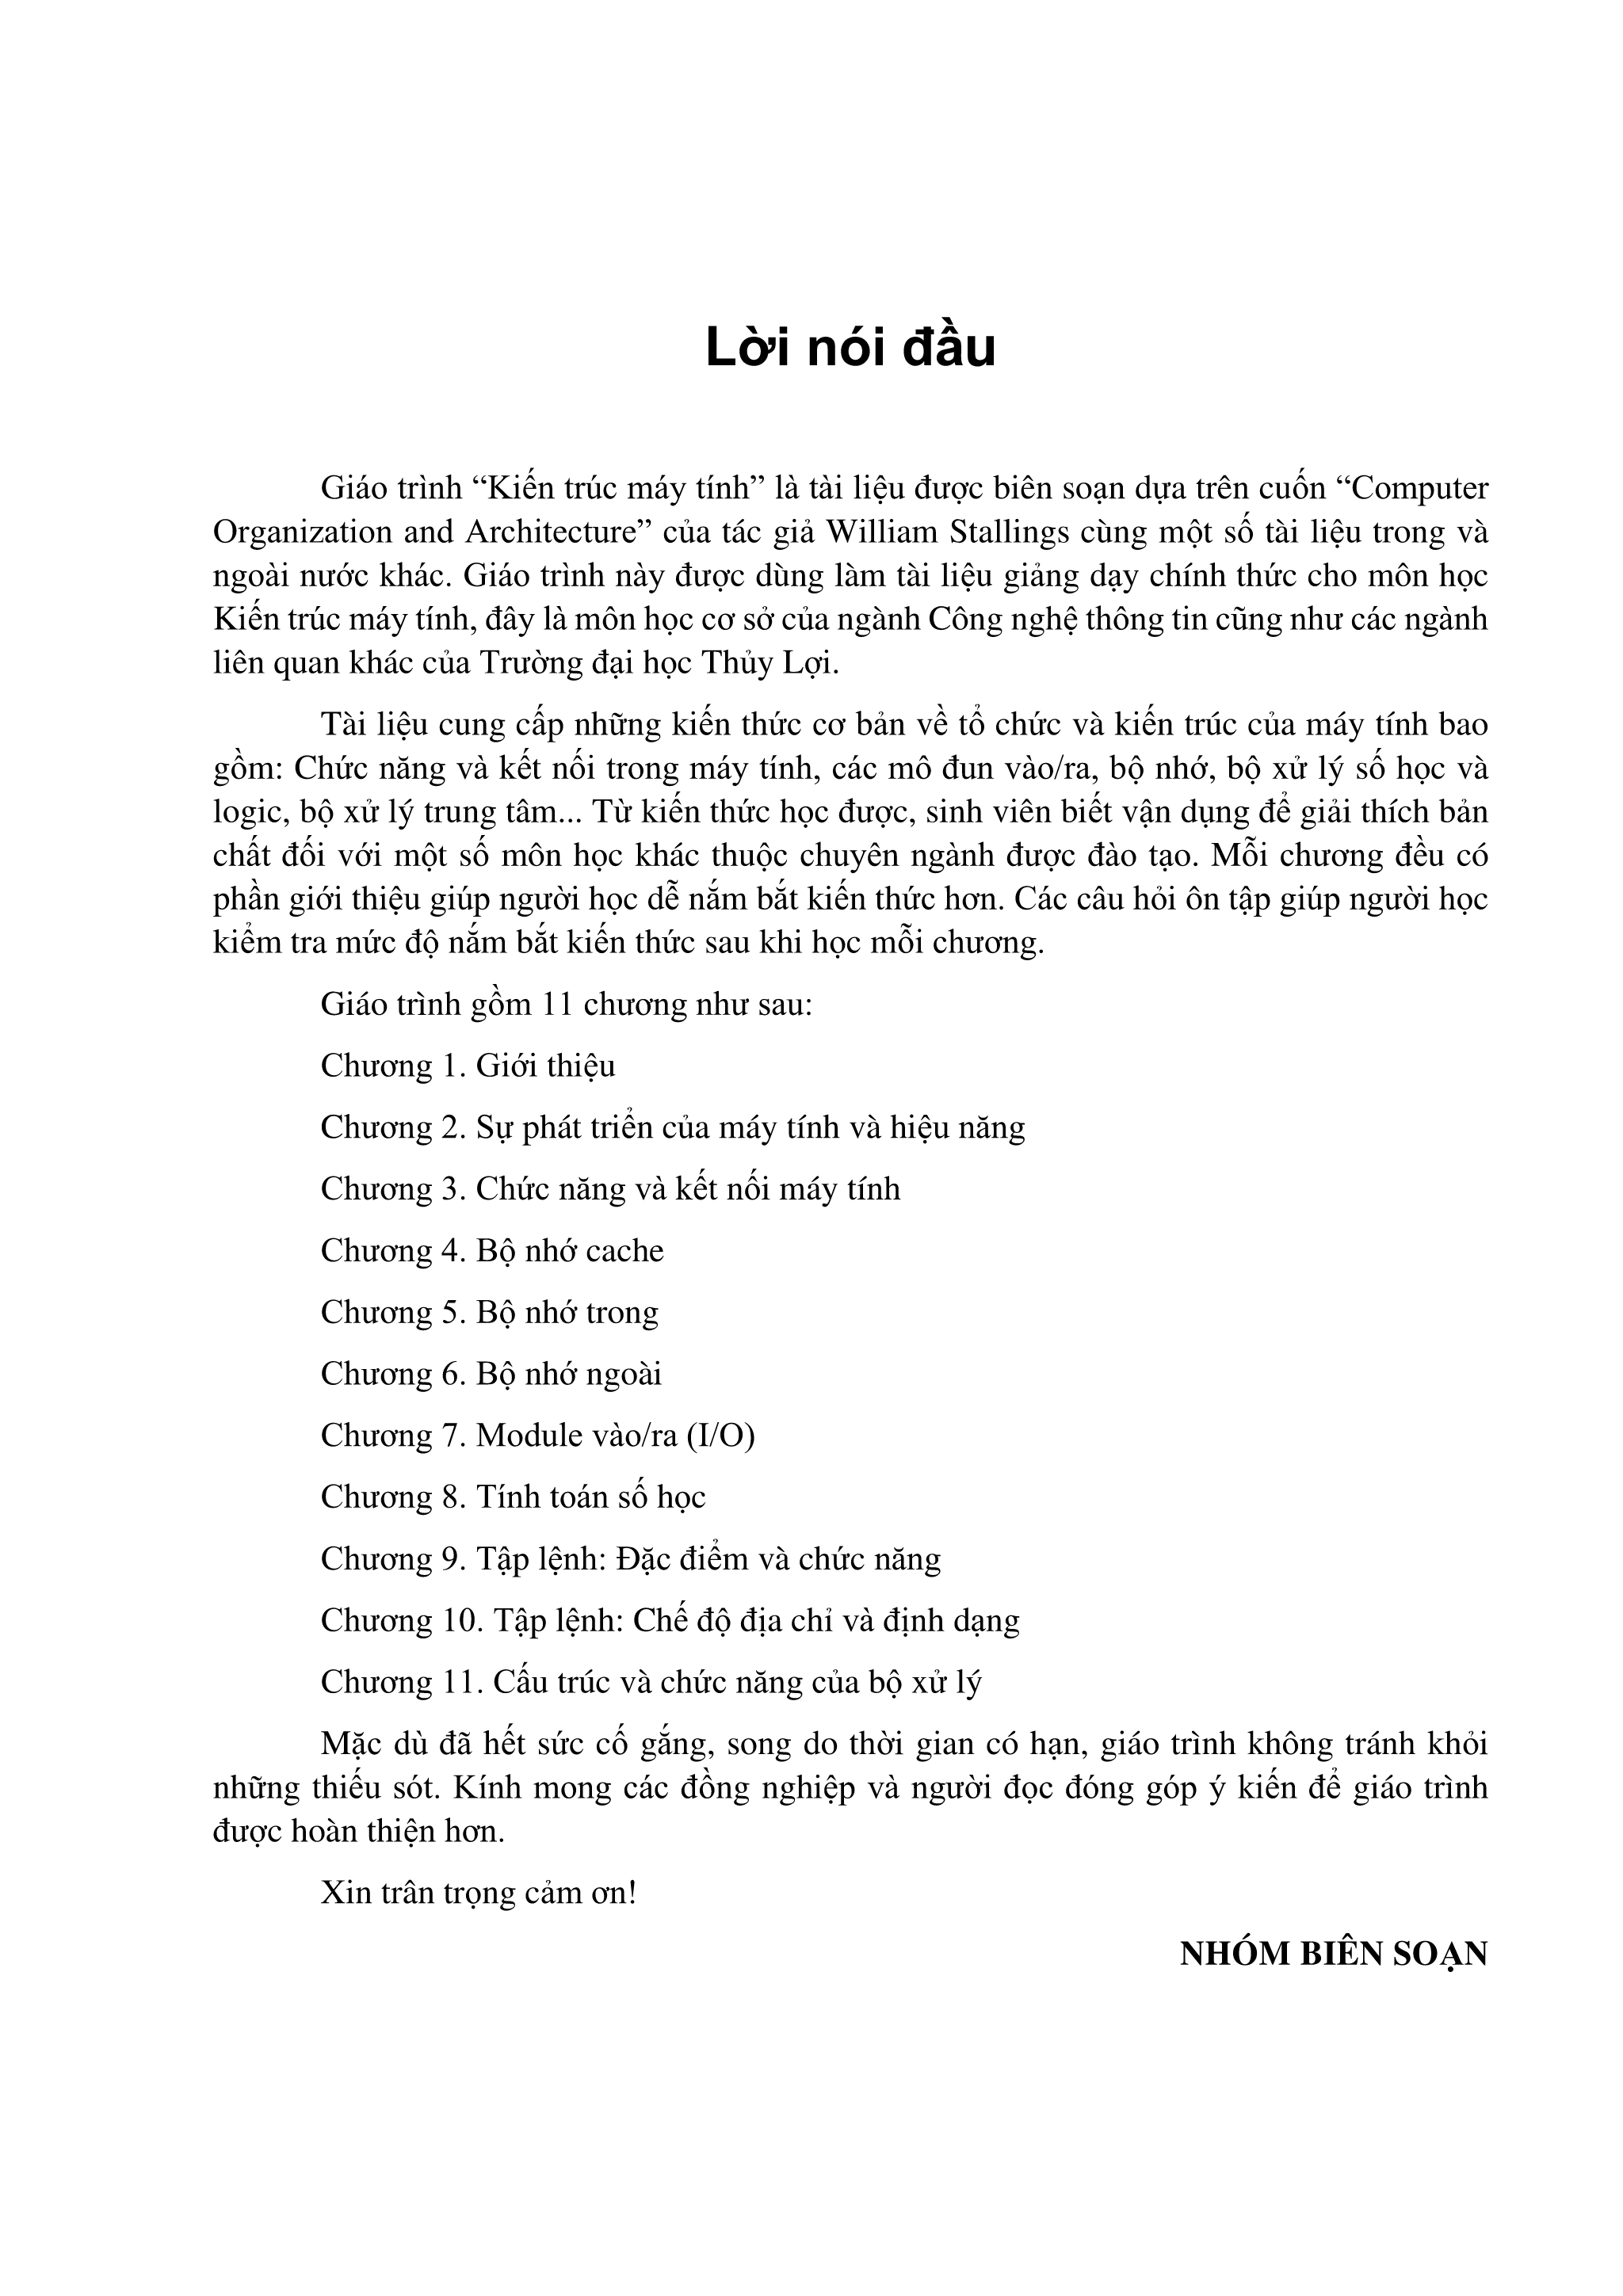 Lời nói đầu
Giáo trình “Kiến trúc máy tính” là tài liệu được biên soạn dựa trên cuốn “Computer
Organization and Architecture” của tác giả William Stallings cùng một số tài liệu trong và
ngoài nước khác. Giáo trình này được dùng làm tài liệu giảng dạy chính thức cho môn học
Kiến trúc máy tính, đây là môn học cơ sở của ngành Công nghệ thông tin cũng như các ngành
liên quan khác của Trường đại học Thủy Lợi.
Tài liệu cung cấp những kiến thức cơ bản về tổ chức và kiến trúc của máy tính bao
gồm: Chức năng và kết nối trong máy tính, các mô đun vào/ra, bộ nhớ, bộ xử lý số học và
logic, bộ xử lý trung tâm... Từ kiến thức học được, sinh viên biết vận dụng để giải thích bản
chất đối với một số môn học khác thuộc chuyên ngành được đào tạo. Mỗi chương đều có
phần giới thiệu giúp người học dễ nắm bắt kiến thức hơn. Các câu hỏi ôn tập giúp người học
kiểm tra mức độ nắm bắt kiến thức sau khi học mỗi chương.
Giáo trình gồm 11 chương như sau:
Chương 1. Giới thiệu
Chương 2. Sự phát triển của máy tính và hiệu năng
Chương 3. Chức năng và kết nối máy tính
Chương 4. Bộ nhớ cache
Chương 5. Bộ nhớ trong
Chương 6. Bộ nhớ ngoài
Chương 7. Module vào/ra (I/O)
Chương 8. Tính toán số học
Chương 9. Tập lệnh: Đặc điểm và chức năng
Chương 10. Tập lệnh: Chế độ địa chỉ và định dạng
Chương 11. Cấu trúc và chức năng của bộ xử lý
Mặc dù đã hết sức cố gắng, song do thời gian có hạn, giáo trình không tránh khỏi
những thiếu sót. Kính mong các đồng nghiệp và người đọc đóng góp ý kiến để giáo trình
được hoàn thiện hơn.
Xin trân trọng cảm ơn!
NHÓM BIÊN SOẠN